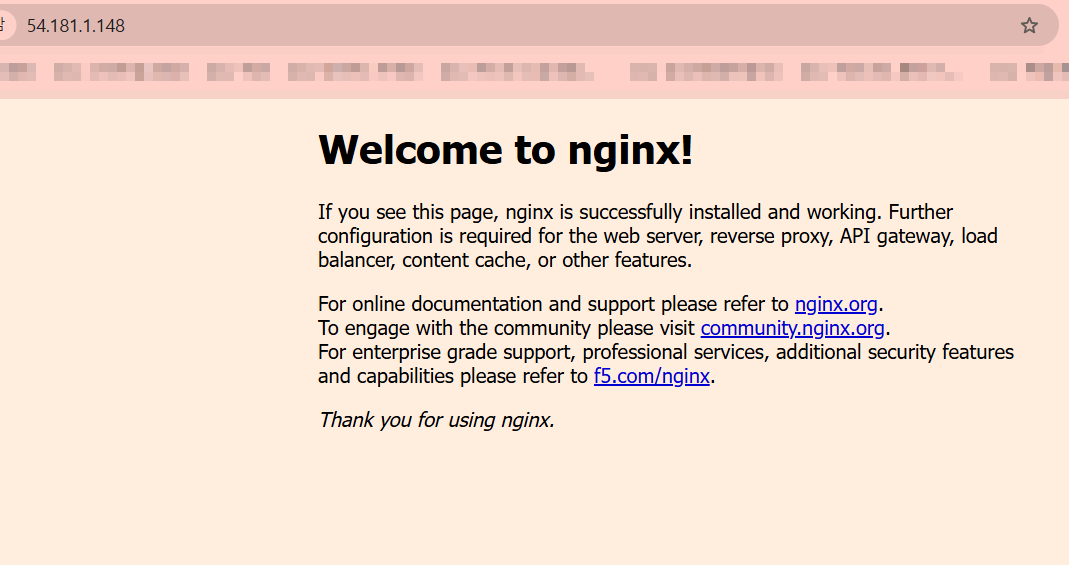 54.181.1.148
Welcome to nginx!
If you see this page, nginx is successfully installed and working. Further
configuration is required for the web server, reverse proxy, API gateway, load
balancer, content cache, or other features.
For online documentation and support please refer to nginx.org.
To engage with the community please visit community.nginx.org.
For enterprise grade support, professional services, additional security features
and capabilities please refer to f5.com/nginx.
Thank you for using nginx.